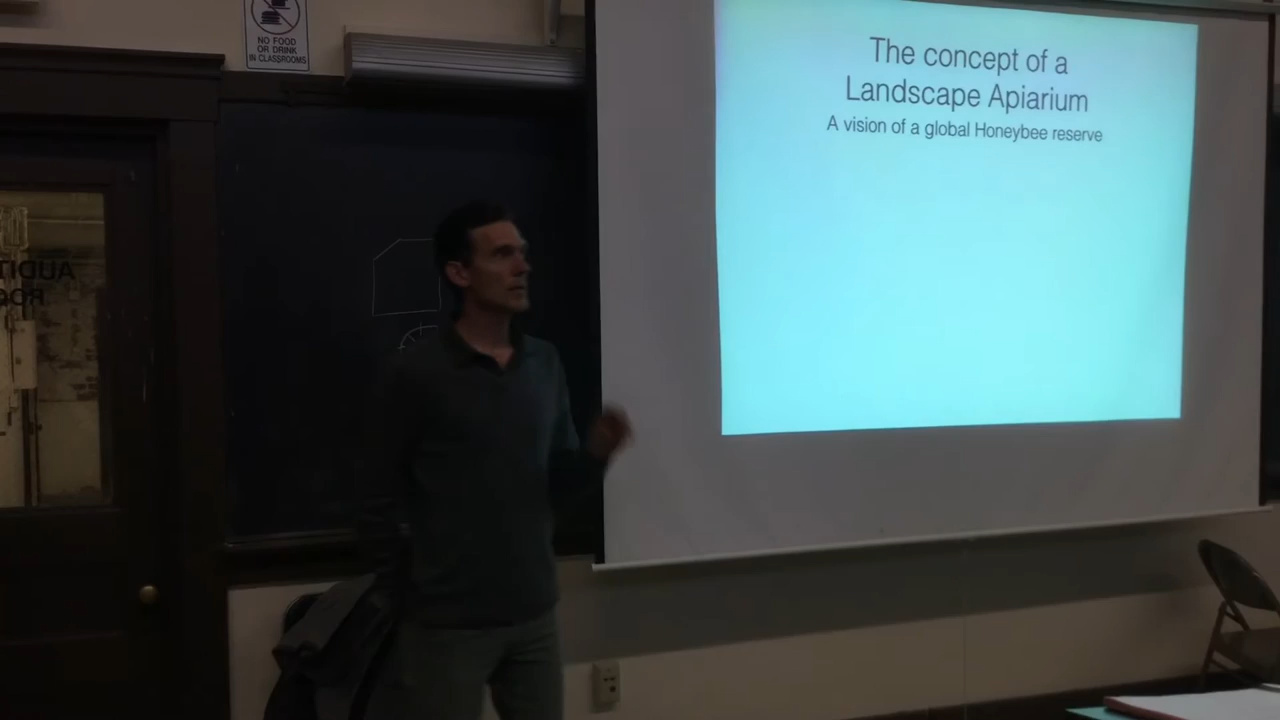 NO FOOD
OR DRINK
IN CLASSROOMS
The concept of a
Landscape Apiarium
A vision of a global Honeybee reserve